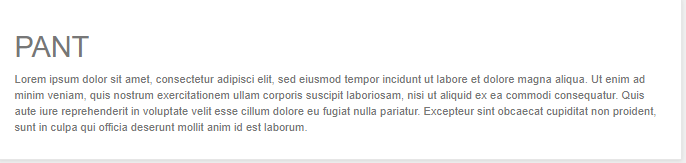 PANT
Lorem ipsum dolor sit amet, consectetur adipisci elit, sed eiusmod tempor incidunt ut labore et dolore magna aliqua. Ut enim ad
minim veniam, quis nostrum exercitationem ullam corporis suscipit laboriosam, nisi ut aliquid ex ea commodi consequatur. Quis
aute iure reprehenderit in voluptate velit esse cillum dolore eu fugiat nulla pariatur. Excepteur sint obcaecat cupiditat non proident,
sunt in culpa qui officia deserunt mollit anim id est laborum.